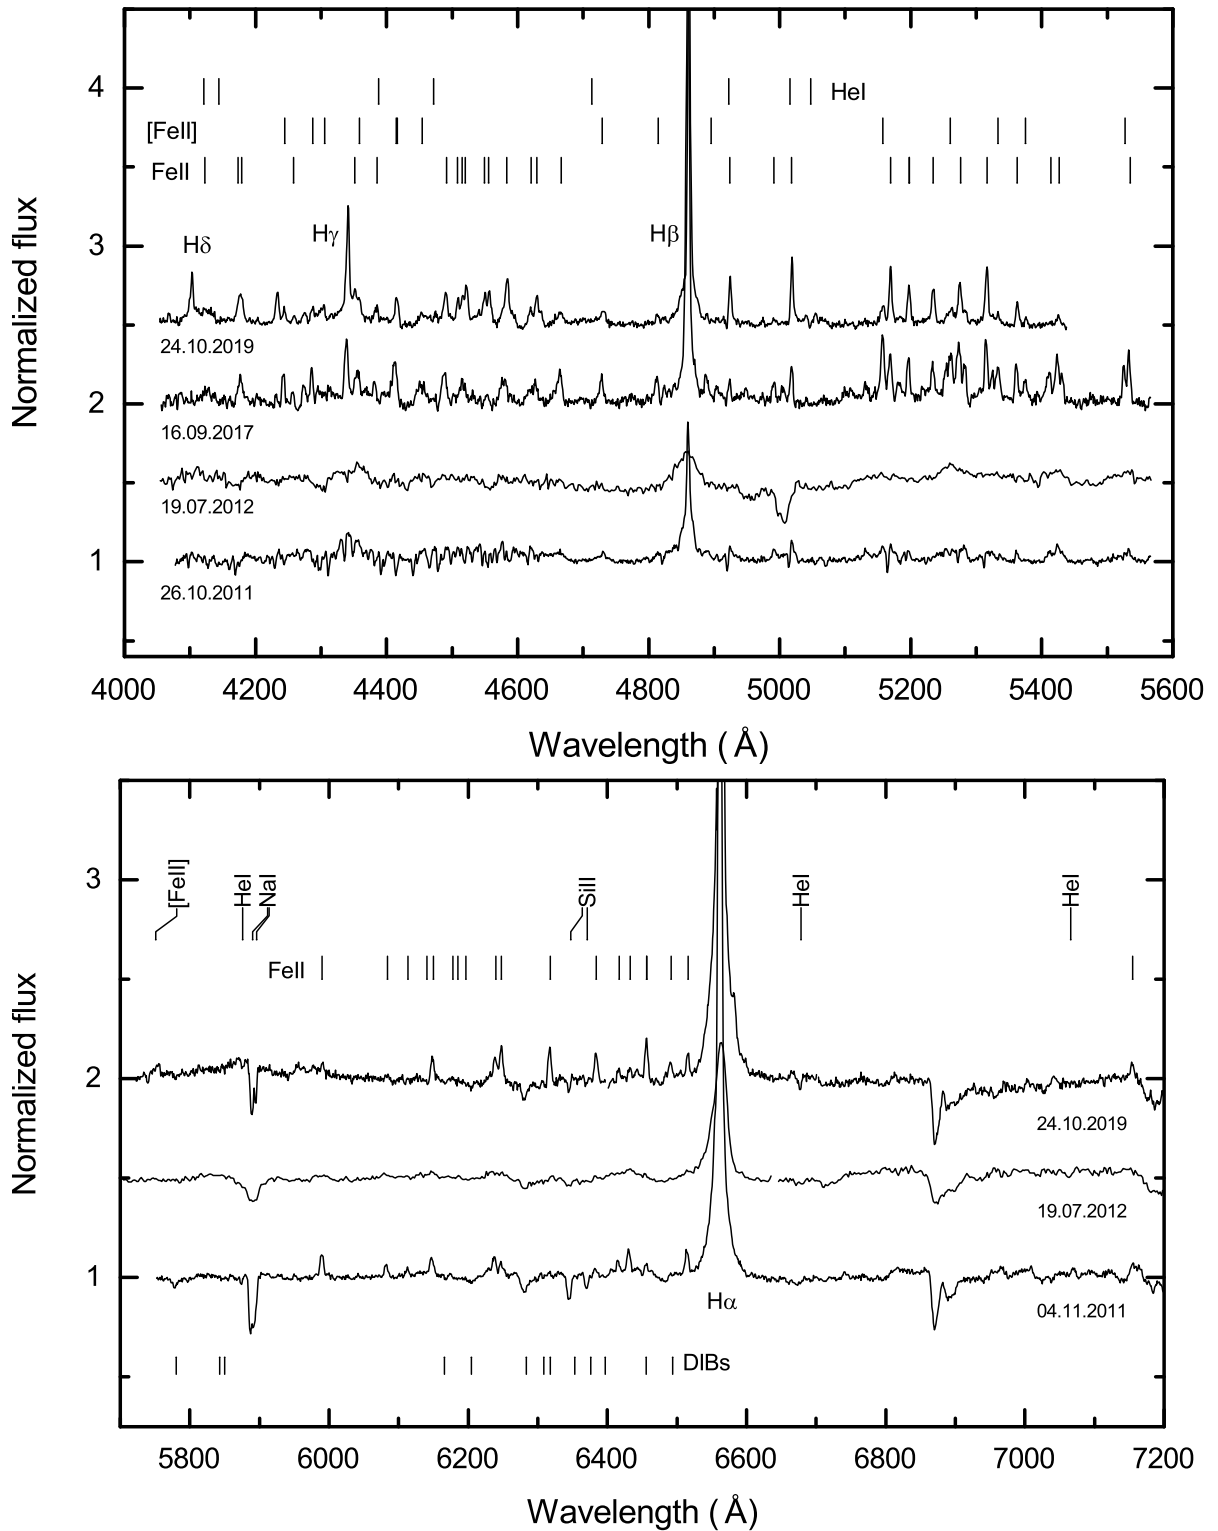 4
HeI
[FeII]
FeII
Hδ
Hγ
Hβ
3
24.10.2019
2
16.09.2017
19.07.2012
1
26.10.2011
Normalized flux
4000 4200 4400 4600 4800 5000 5200 5400 5600
Wavelength (Å)
3
[FeII]
HeI
NaI
SiII
HeI
HeI
FeII
2
24.10.2019
19.07.2012
1
Hα
04.11.2011
DIBs
Normalized flux
5800 6000 6200 6400 6600 6800 7000 7200
Wavelength (Å)